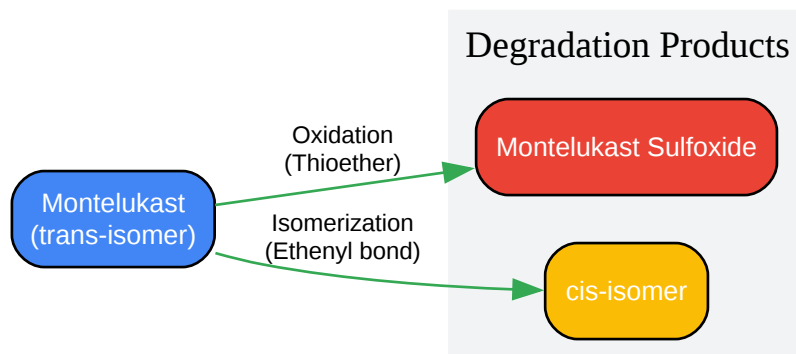 Degradation Products
Oxidation
(Thioether)
Montelukast Sulfoxide
Montelukast
(trans-isomer)
Isomerization
(Ethenyl bond)
cis-isomer